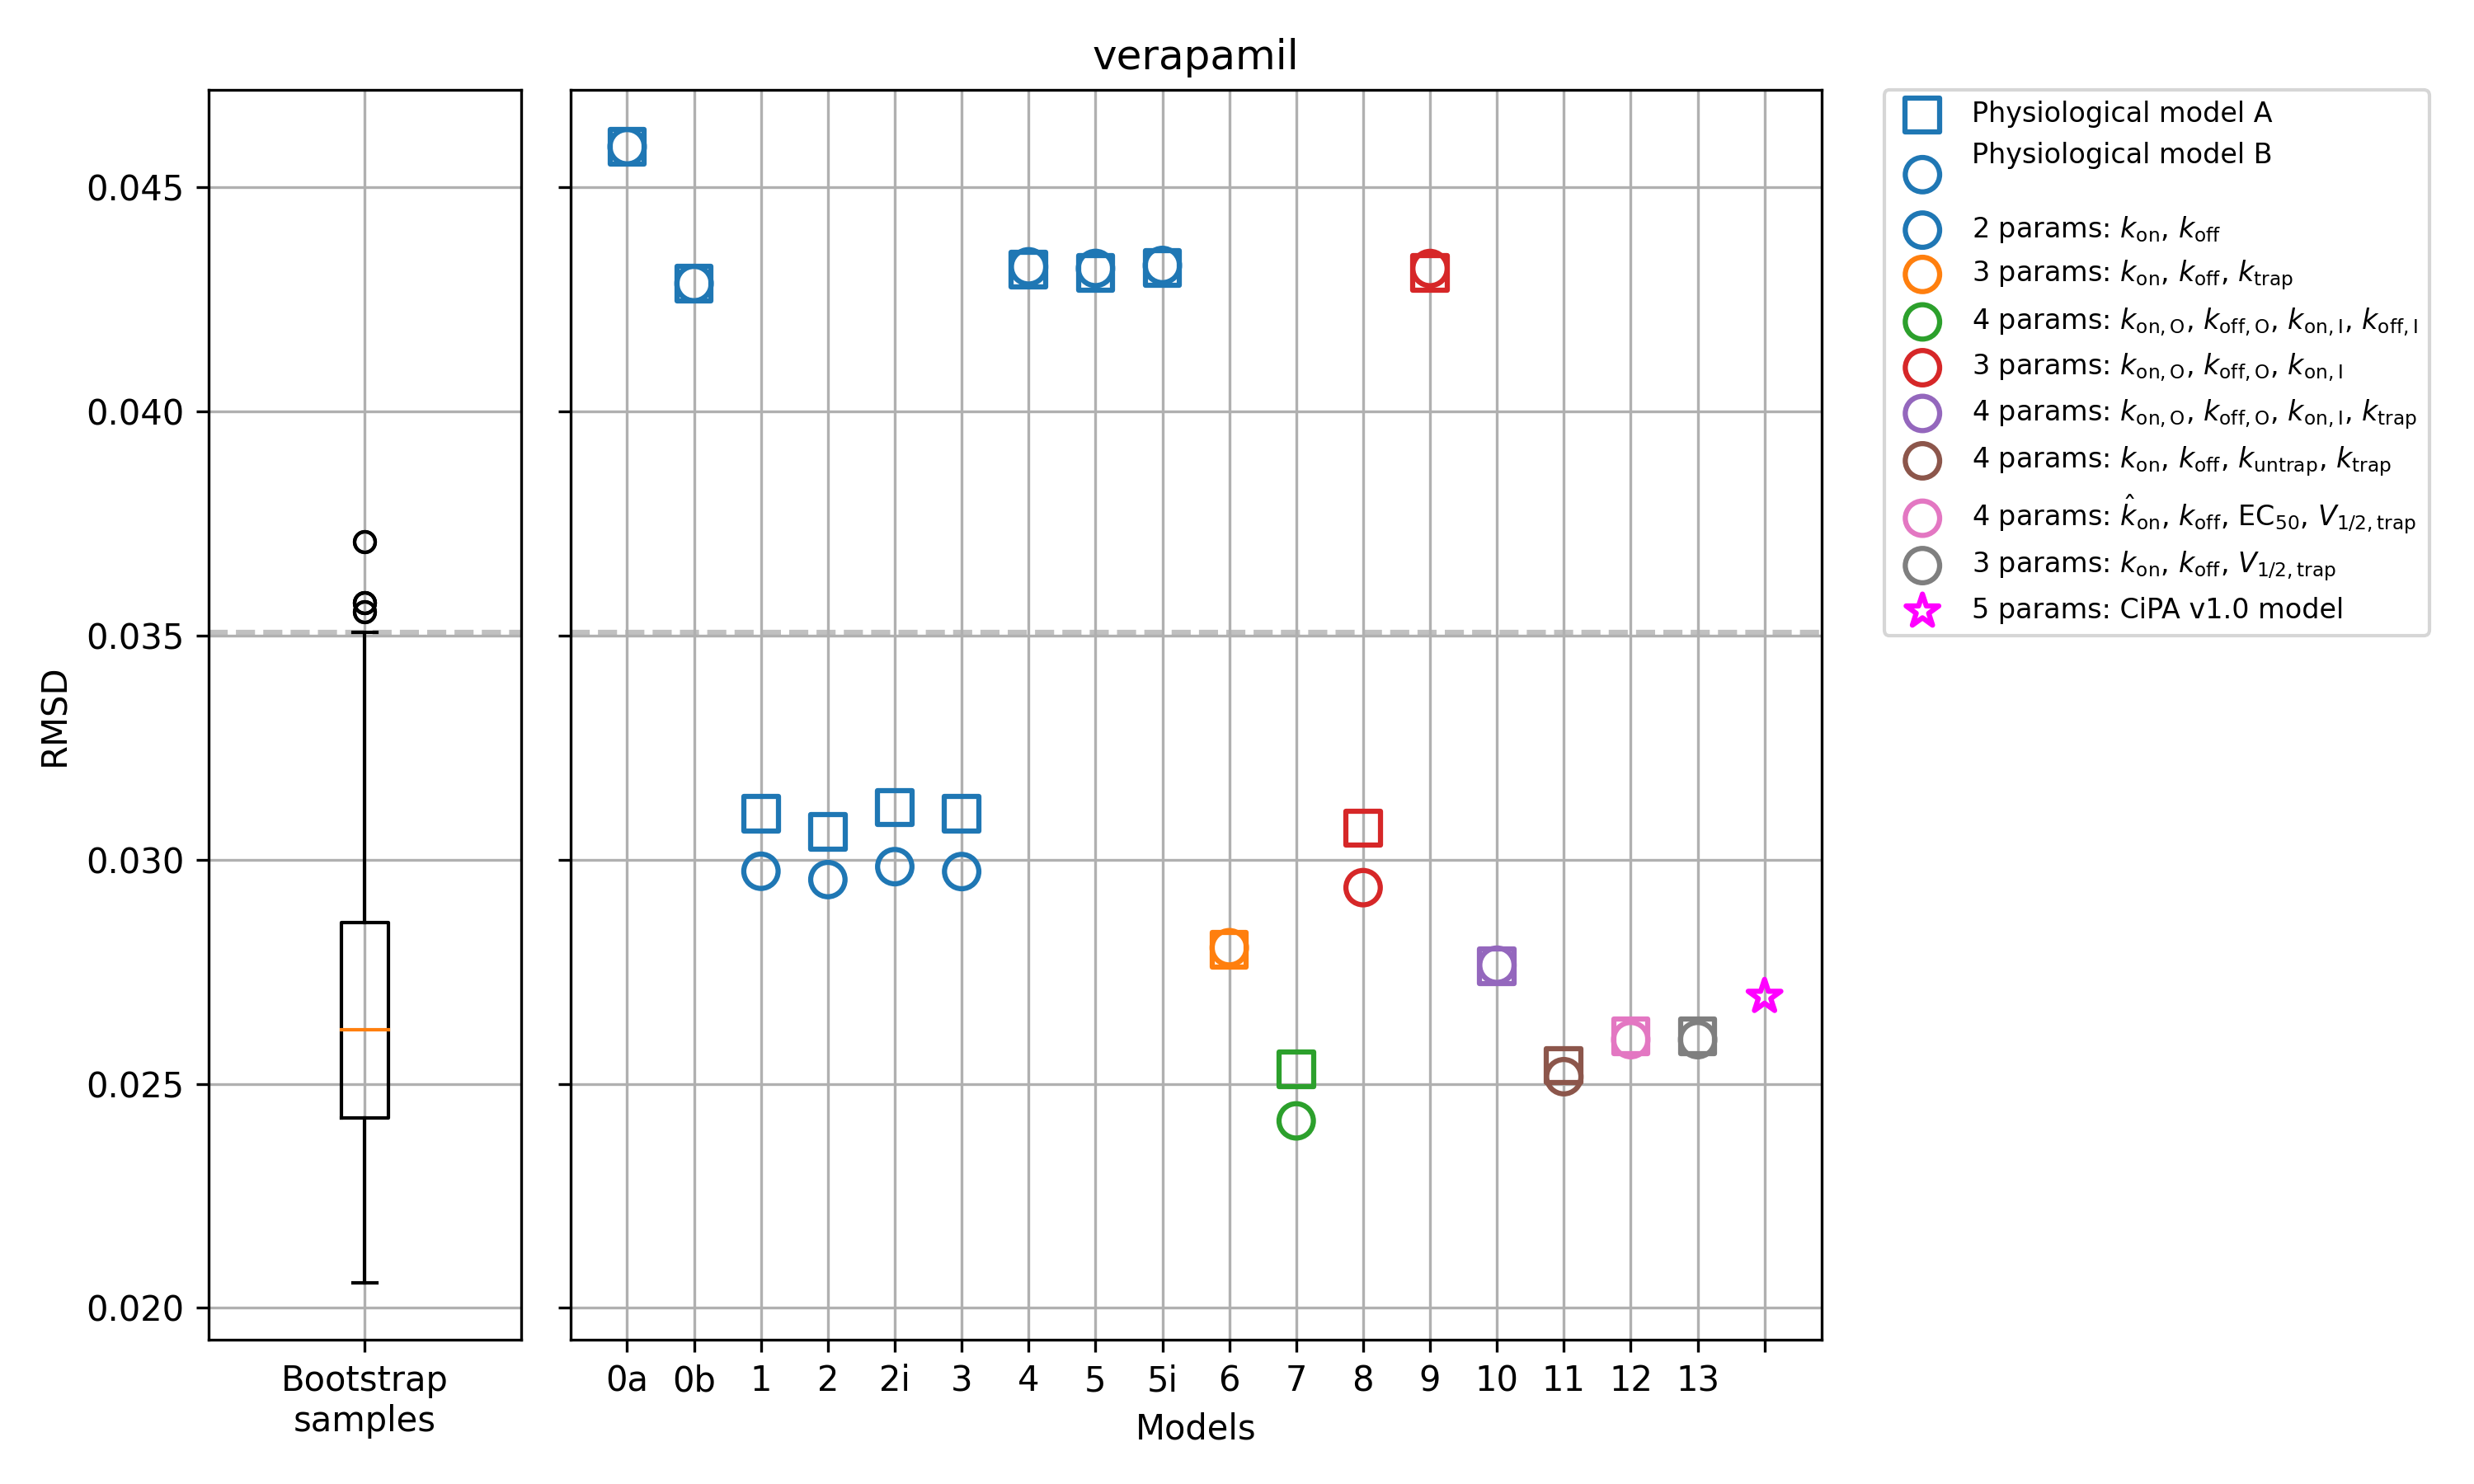 verapamil
RMSD
0.045
0.040
0.035
0.030
0.025
0.020
Bootstrap
samples
0a 0b 1 2 2i 3 4 5 5i 6 7 8 9 10 11 12 13
Models
Physiological model A
Physiological model B
2 params: k_on, k_off
3 params: k_on, k_off, k_trap
4 params: k_on,O, k_off,O, k_on,I, k_off,I
3 params: k_on,O, k_off,O, k_on,I
4 params: k_on,O, k_off,O, k_on,I, k_trap
4 params: k_on, k_off, k_untrap, k_trap
4 params: k̂_on, k_off, EC_50, V_1/2,trap
3 params: k_on, k_off, V_1/2,trap
5 params: CiPA v1.0 model